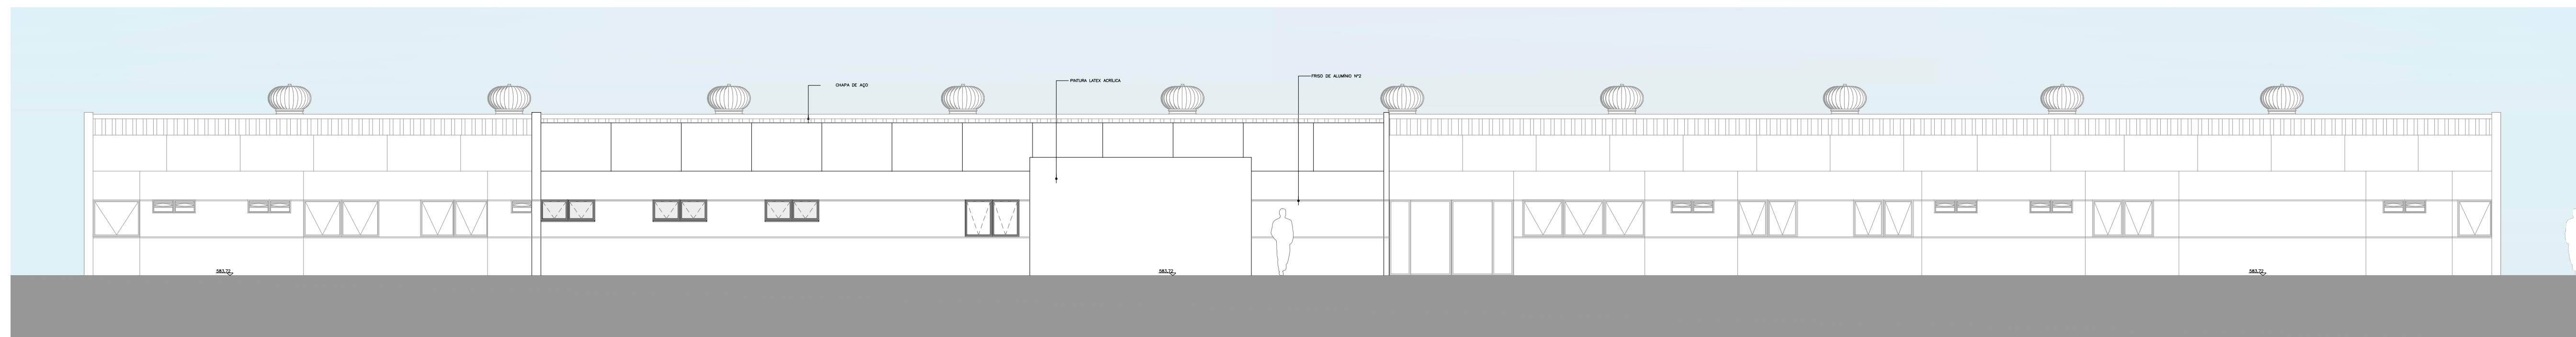 FRISO DE ALUMÍNIO Nº2
PINTURA LATEX ACRÍLICA
CHAPA DE AÇO
583,72
583,72
583,72